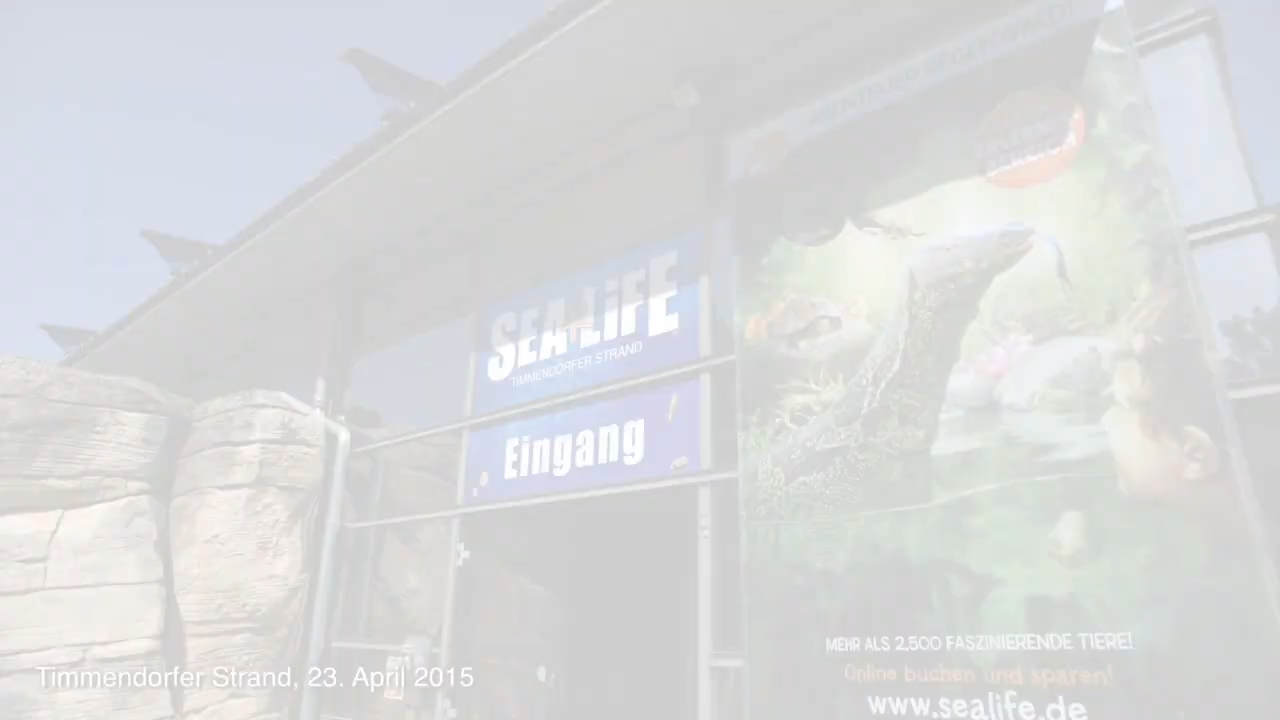 SEA LiFE
TIMMENDORFER STRAND
Eingang
MEHR ALS 2.500 FASZINIERENDE TIERE!
Online buchen und sparen!
www.sealife.de
Timmendorfer Strand, 23. April 2015